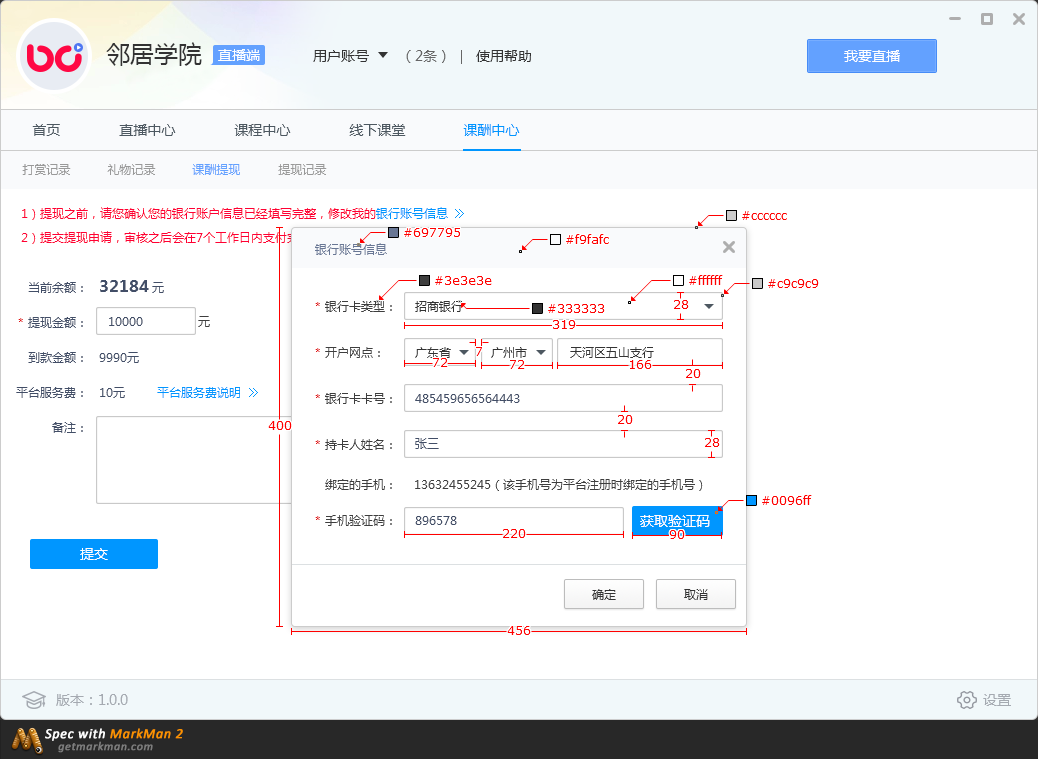 邻居学院 直播端 用户账号 （2条） | 使用帮助 我要直播
首页 直播中心 课程中心 线下课堂 课酬中心
打赏记录 礼物记录 课酬提现 提现记录
1）提现之前，请您确认您的银行账户信息已经填写完整，修改我的银行账号信息 >>
#cccccc
2）提交提现申请，审核之后会在7个工作日内支付
#697795
#f9fafc
银行账号信息
当前余额： 32184 元
#3e3e3e
#ffffff
#c9c9c9
* 银行卡类型： 招商银行
#333333
28
319
* 提现金额： 10000 元
* 开户网点： 广东省 7 广州市 天河区五山支行
72 72 166
到款金额： 9990元
20
平台服务费： 10元 平台服务费说明 >>
* 银行卡卡号： 485459656564443
20
备注：
400
* 持卡人姓名： 张三
28
绑定的手机： 13632455245（该手机号为平台注册时绑定的手机号）
#0096ff
* 手机验证码： 896578 获取验证码
220 90
提交
确定 取消
456
版本：1.0.0 设置
Spec with MarkMan 2
getmarkman.com